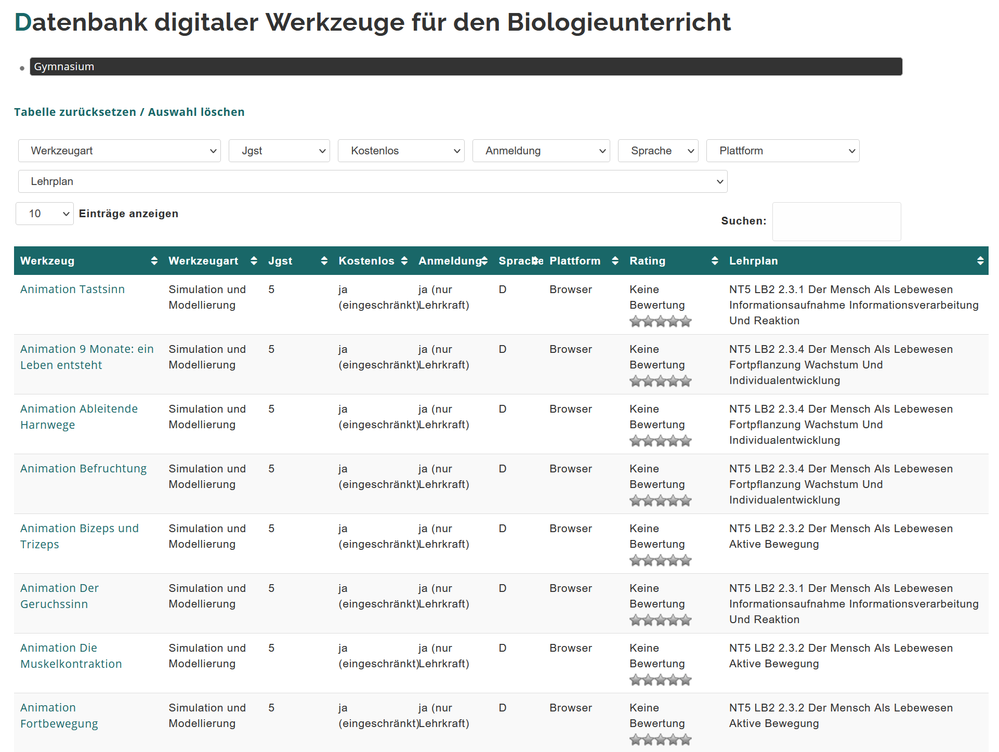 Datenbank digitaler Werkzeuge für den Biologieunterricht
Gymnasium
Tabelle zurücksetzen / Auswahl löschen
Werkzeugart Jgst Kostenlos Anmeldung Sprache Plattform
Lehrplan
10 Einträge anzeigen
Suchen:
Werkzeug Werkzeugart Jgst Kostenlos Anmeldung Sprache Plattform Rating Lehrplan
Animation Tastsinn Simulation und 5 ja ja (nur D Browser Keine NT5 LB2 2.3.1 Der Mensch Als Lebewesen
Modellierung (eingeschränkt) Lehrkraft) Bewertung Informationsaufnahme Informationsverarbeitung
Und Reaktion
Animation 9 Monate: ein Simulation und 5 ja ja (nur D Browser Keine NT5 LB2 2.3.4 Der Mensch Als Lebewesen
Leben entsteht Modellierung (eingeschränkt) Lehrkraft) Bewertung Fortpflanzung Wachstum Und
Individualentwicklung
Animation Ableitende Simulation und 5 ja ja (nur D Browser Keine NT5 LB2 2.3.4 Der Mensch Als Lebewesen
Harnwege Modellierung (eingeschränkt) Lehrkraft) Bewertung Fortpflanzung Wachstum Und
Individualentwicklung
Animation Befruchtung Simulation und 5 ja ja (nur D Browser Keine NT5 LB2 2.3.4 Der Mensch Als Lebewesen
Modellierung (eingeschränkt) Lehrkraft) Bewertung Fortpflanzung Wachstum Und
Individualentwicklung
Animation Bizeps und Simulation und 5 ja ja (nur D Browser Keine NT5 LB2 2.3.2 Der Mensch Als Lebewesen
Trizeps Modellierung (eingeschränkt) Lehrkraft) Bewertung Aktive Bewegung
Animation Der Simulation und 5 ja ja (nur D Browser Keine NT5 LB2 2.3.1 Der Mensch Als Lebewesen
Geruchssinn Modellierung (eingeschränkt) Lehrkraft) Bewertung Informationsaufnahme Informationsverarbeitung
Und Reaktion
Animation Die Simulation und 5 ja ja (nur D Browser Keine NT5 LB2 2.3.2 Der Mensch Als Lebewesen
Muskelkontraktion Modellierung (eingeschränkt) Lehrkraft) Bewertung Aktive Bewegung
Animation Simulation und 5 ja ja (nur D Browser Keine NT5 LB2 2.3.2 Der Mensch Als Lebewesen
Fortbewegung Modellierung (eingeschränkt) Lehrkraft) Bewertung Aktive Bewegung